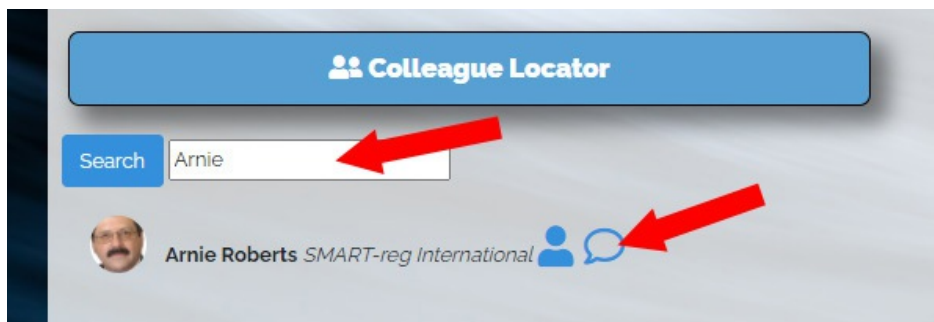 Colleague Locator
Search Arnie
Arnie Roberts SMART-reg International